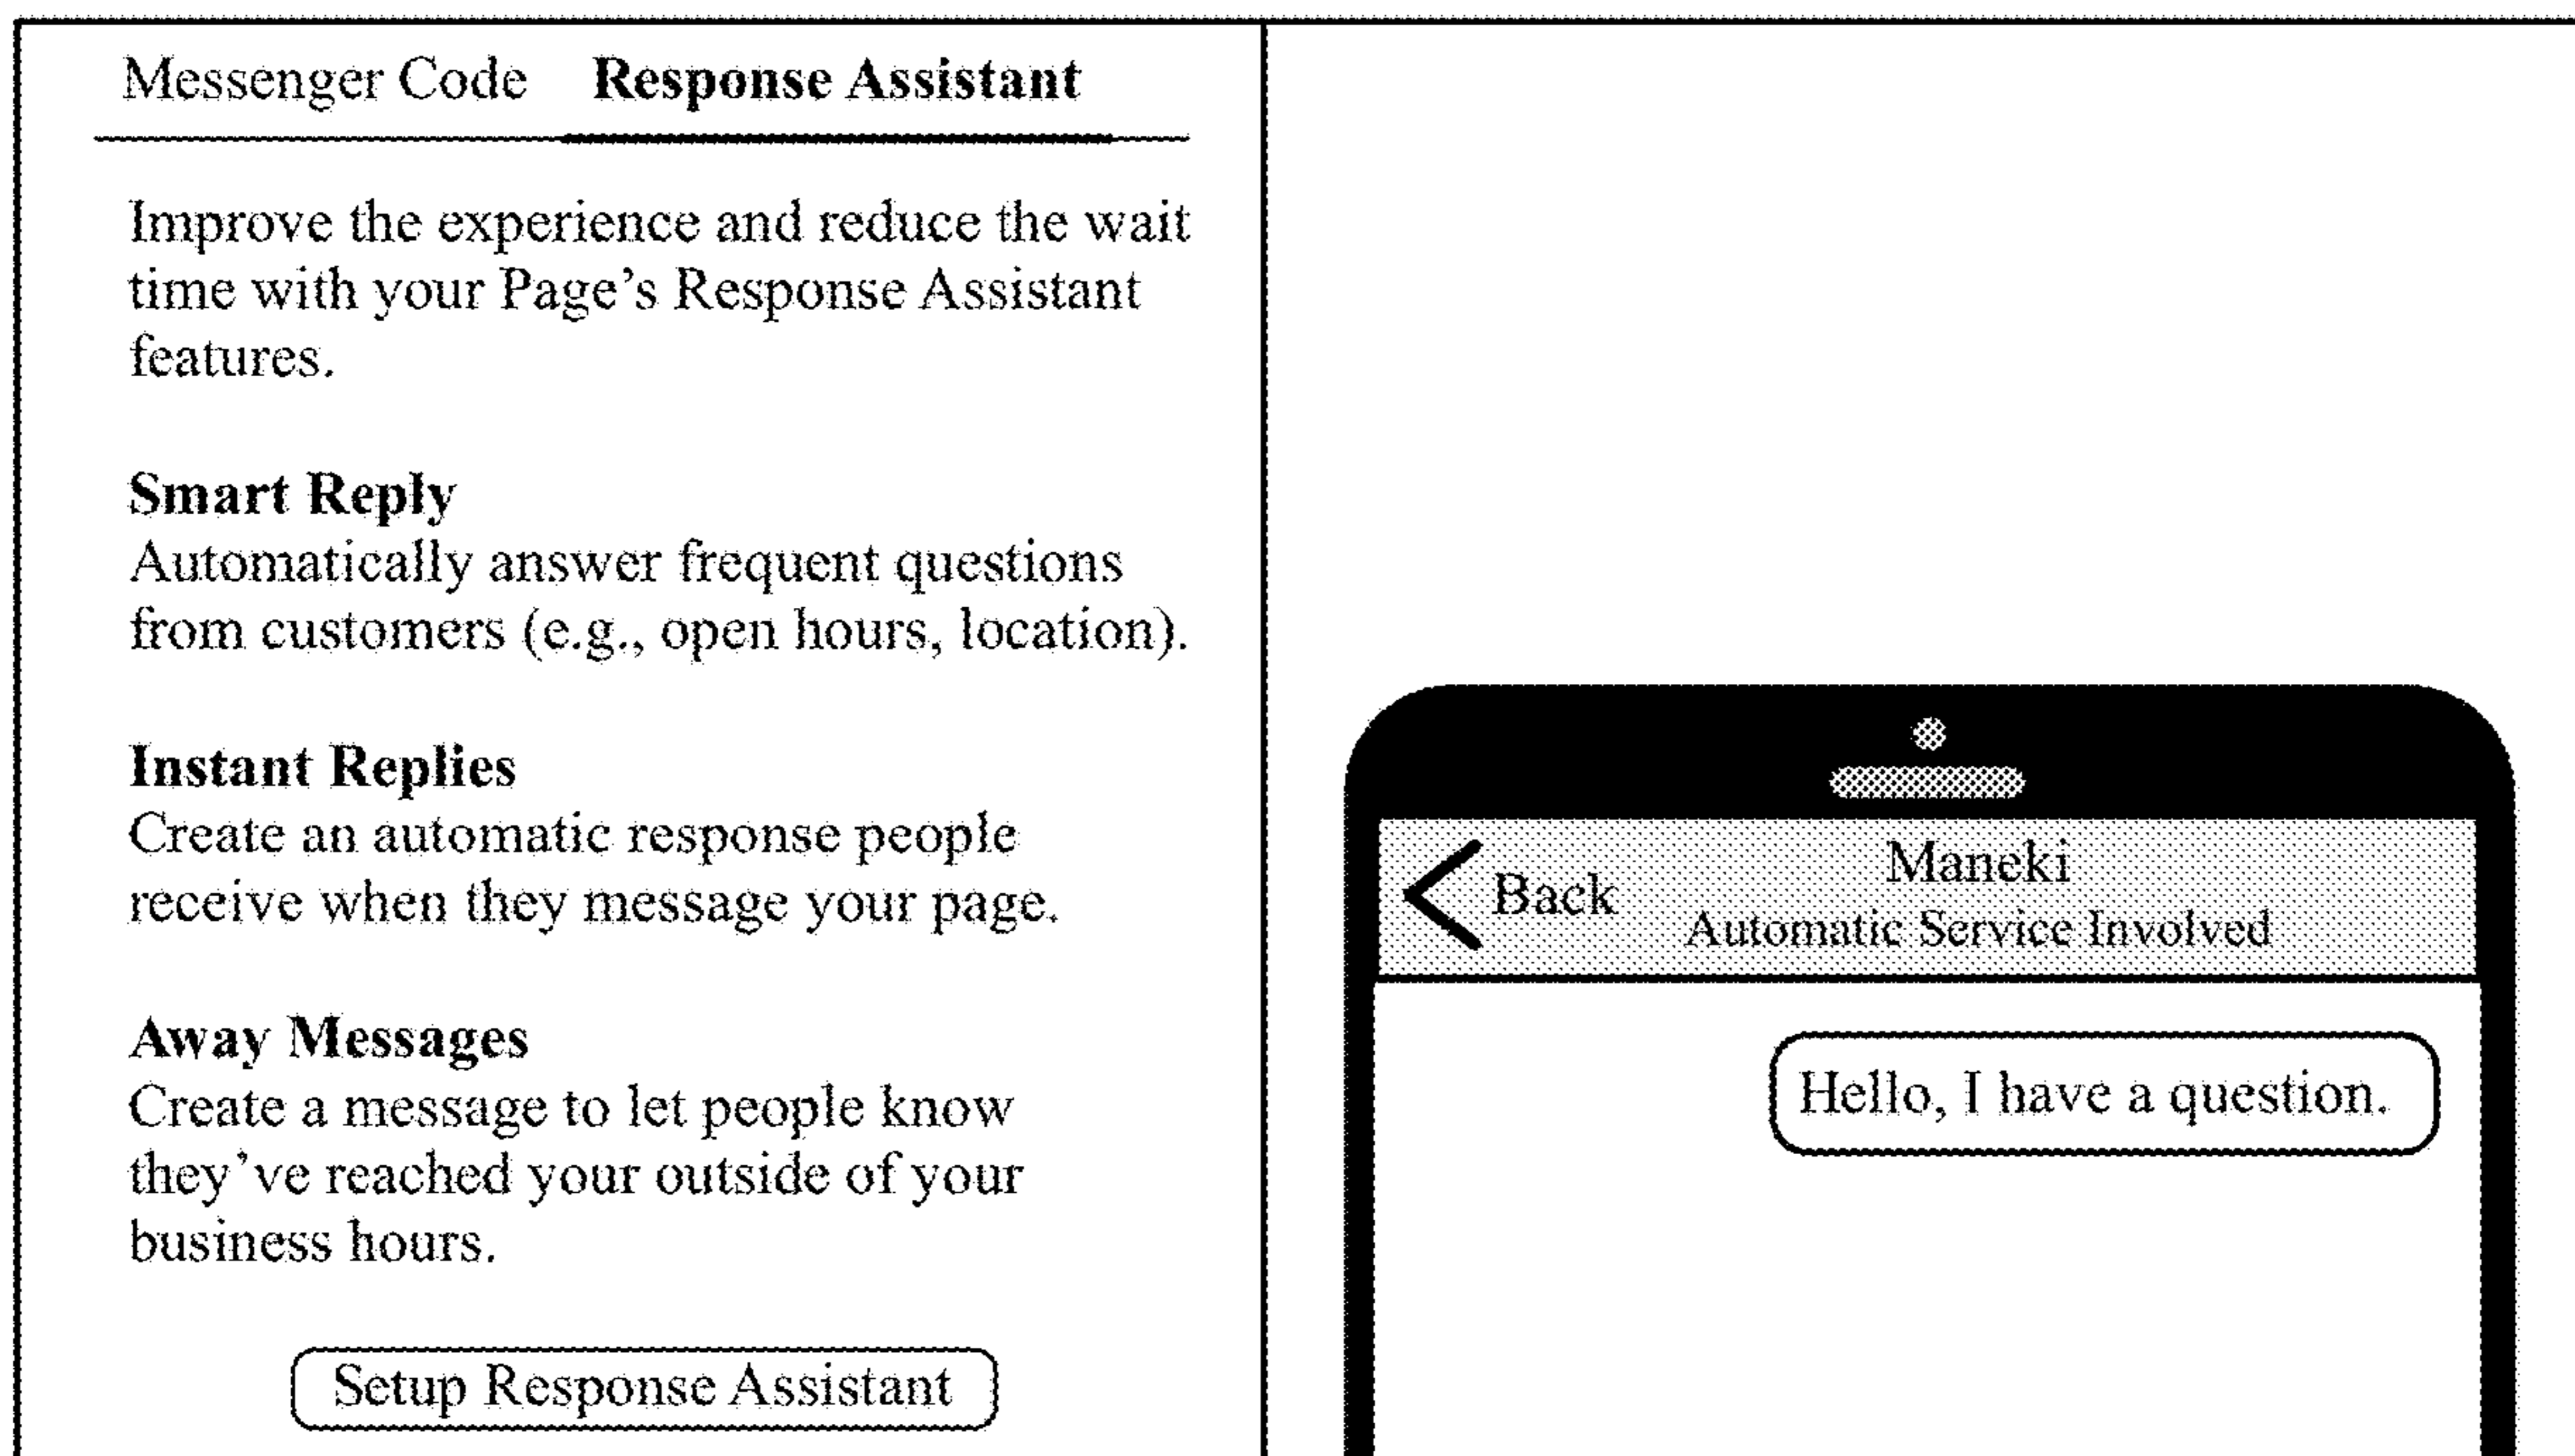 Messenger Code Response Assistant
Improve the experience and reduce the wait
time with your Page's Response Assistant
features.
Smart Reply
Automatically answer frequent questions
from customers (e.g., open hours, location).
Instant Replies
Create an automatic response people
receive when they message your page.
Away Messages
Create a message to let people know
they've reached your outside of your
business hours.
Setup Response Assistant
Back
Maneki
Automatic Service Involved
Hello, I have a question.